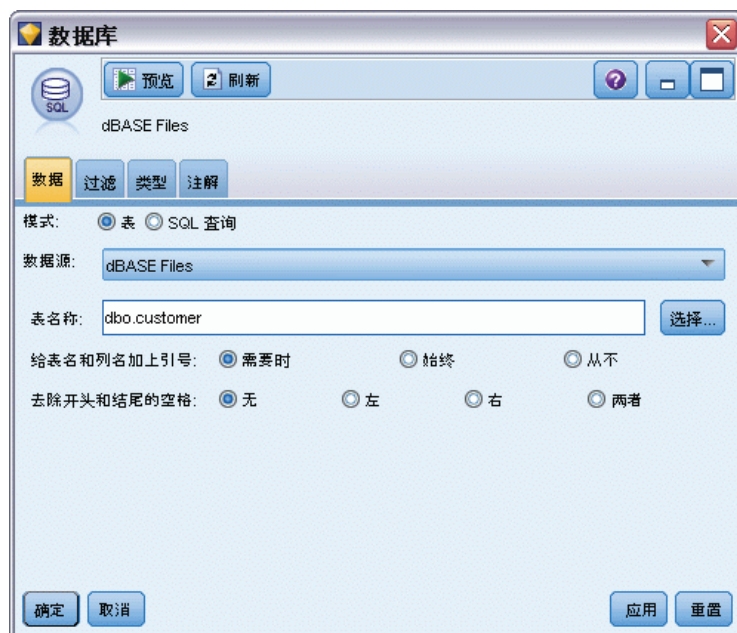 数据库
预览 刷新
SQL
dBASE Files
数据 过滤 类型 注解
模式: 表 SQL 查询
数据源: dBASE Files
表名称: dbo.customer 选择...
给表名和列名加上引号: 需要时 始终 从不
去除开头和结尾的空格: 无 左 右 两者
确定 取消 应用 重置